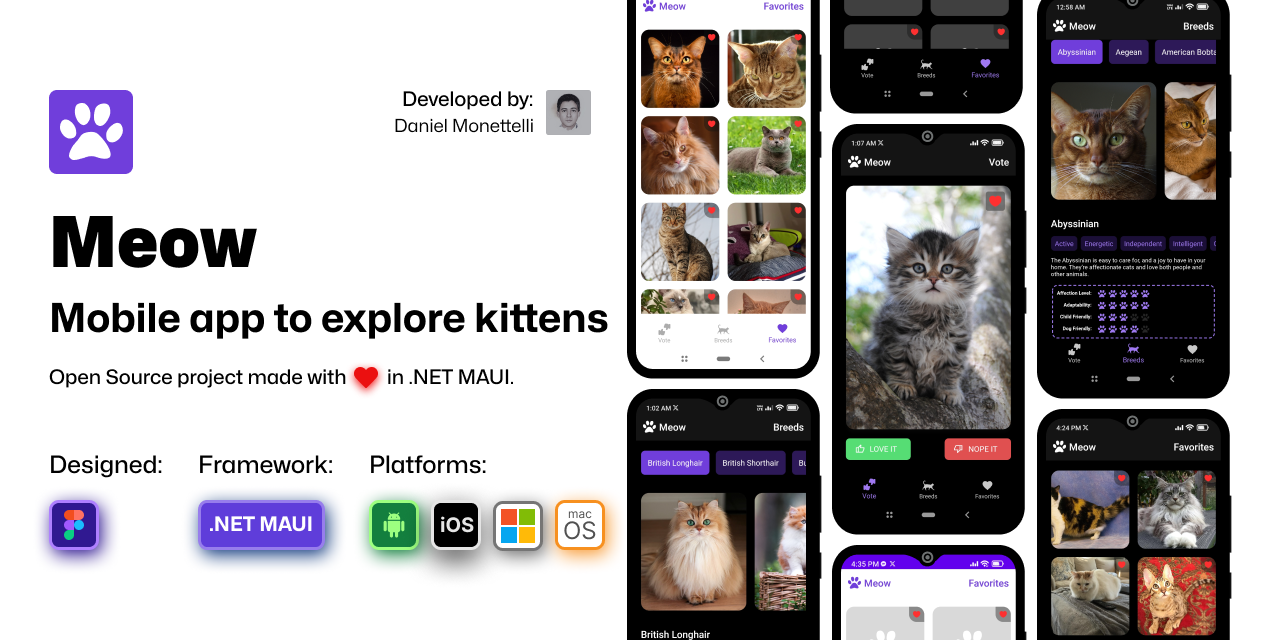 Developed by:
Daniel Monettelli
Meow
Mobile app to explore kittens
Open Source project made with in .NET MAUI.
Designed:
Framework:
Platforms:
.NET MAUI
iOS
mac
OS
Meow
Favorites
Vote
Breeds
Favorites
1:02 AM
Meow
Breeds
British Longhair
British Shorthair
Bu
British Longhair
Vote
Breeds
Favorites
1:07 AM
Meow
Vote
LOVE IT
NOPE IT
Vote
Breeds
Favorites
4:35 PM
Meow
Favorites
12:58 AM
Meow
Breeds
Abyssinian
Aegean
American Bobta
Abyssinian
Active
Energetic
Independent
Intelligent
The Abyssinian is easy to care for, and a joy to have in your
home. They're affectionate cats and love both people and
other animals.
Affection Level:
Adaptability:
Child Friendly:
Dog Friendly:
Vote
Breeds
Favorites
4:24 PM
Meow
Favorites